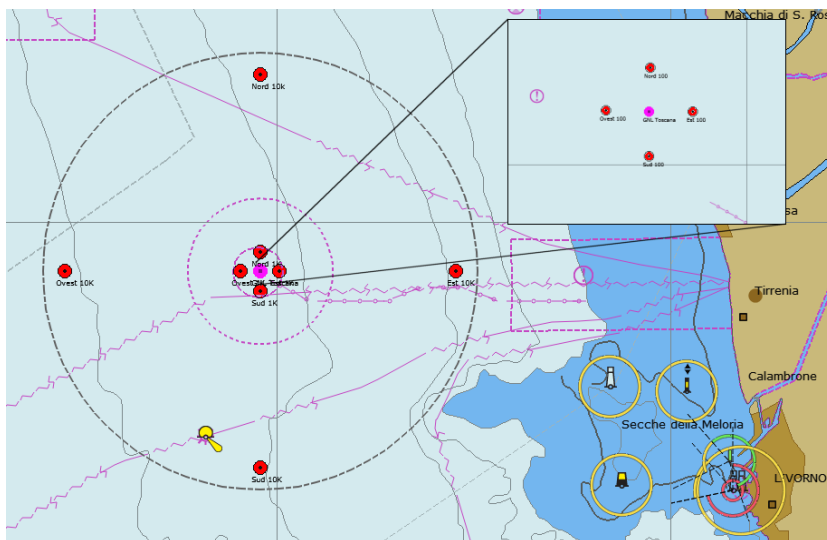 Macchia di S. Ros
Nord 10k
Nord 100
Ovest 100
GNL Toscana
Est 100
Sud 100
sa
Nord 1K
Ovest 10K
Est 10K
Sud 1K
Tirrenia
Calambrone
Secche della Meloria
Sud 10K
LIVORNO